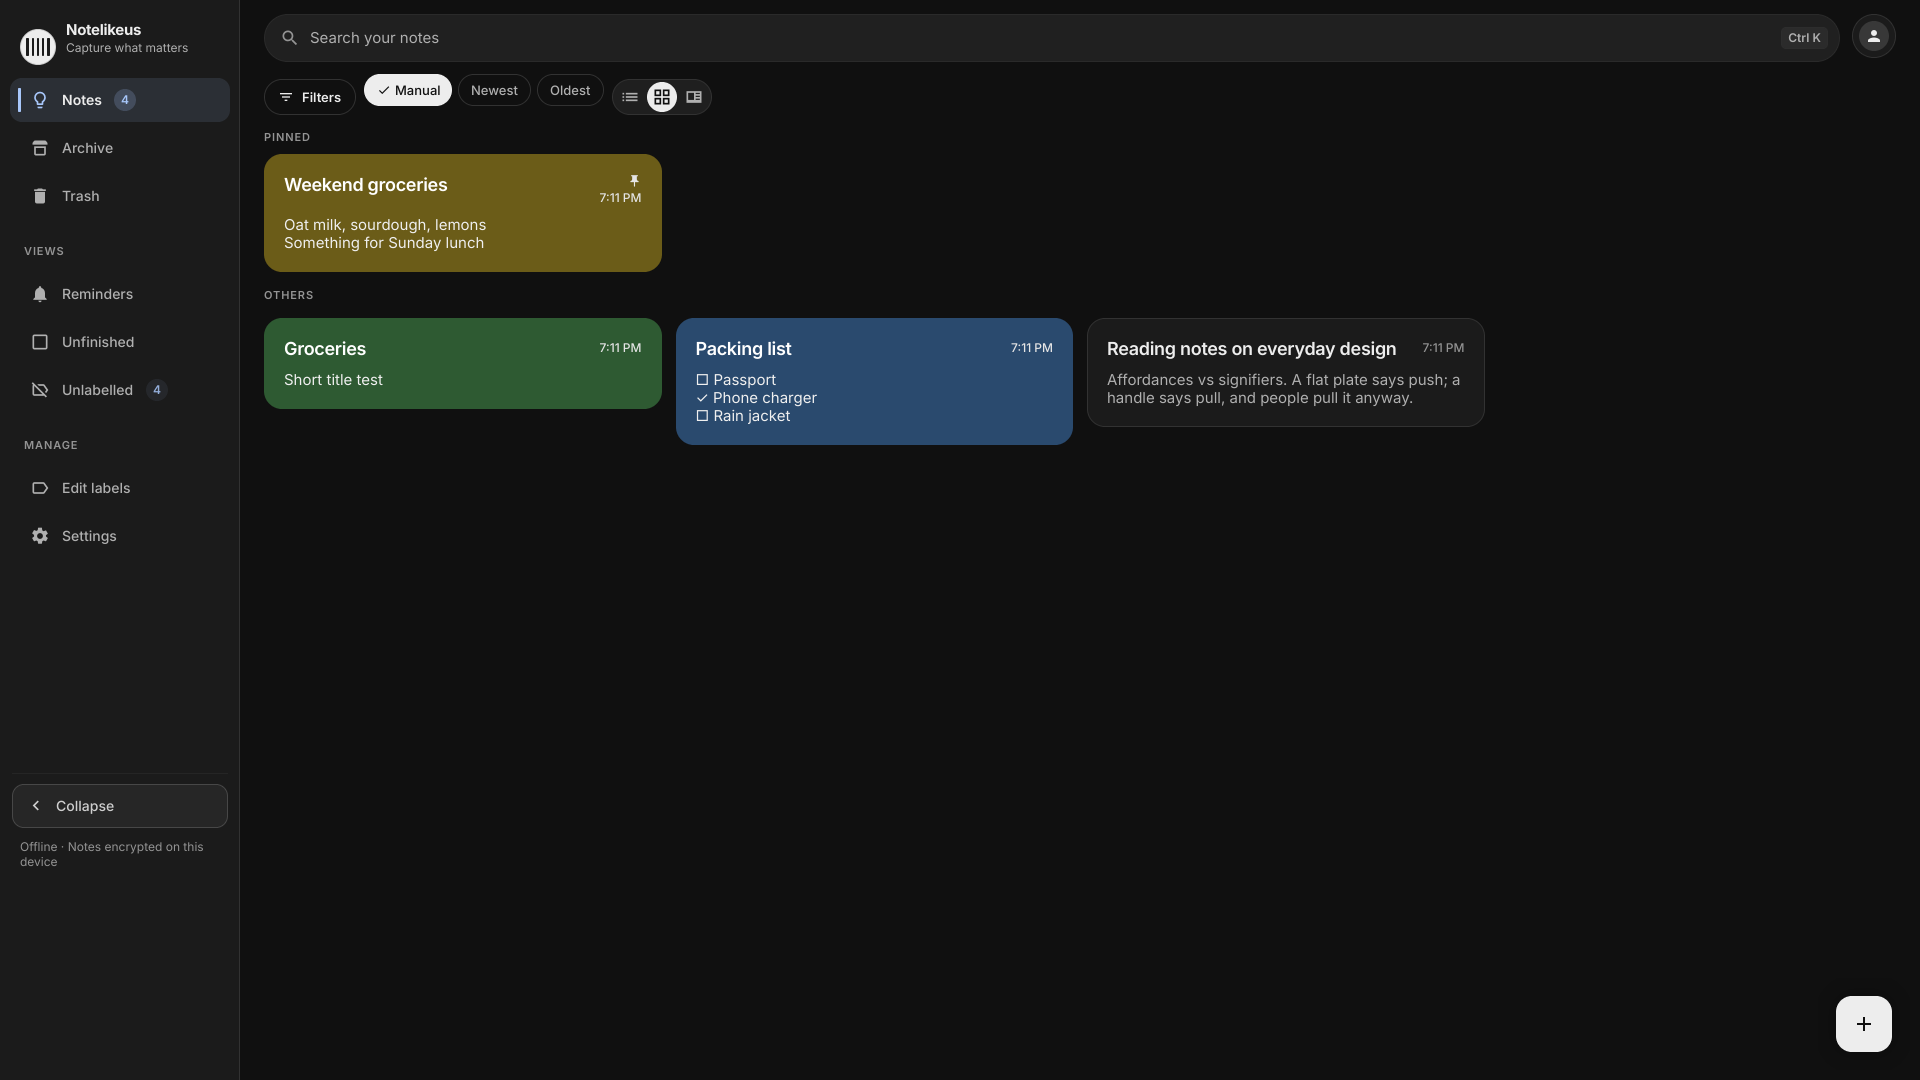 Notelikeus
Capture what matters
Notes 4
Archive
Trash
VIEWS
Reminders
Unfinished
Unlabelled 4
MANAGE
Edit labels
Settings
Collapse
Offline · Notes encrypted on this
device
Search your notes
Ctrl K
Filters
Manual
Newest
Oldest
PINNED
Weekend groceries
7:11 PM
Oat milk, sourdough, lemons
Something for Sunday lunch
OTHERS
Groceries
7:11 PM
Short title test
Packing list
7:11 PM
☐ Passport
✓ Phone charger
☐ Rain jacket
Reading notes on everyday design
7:11 PM
Affordances vs signifiers. A flat plate says push; a
handle says pull, and people pull it anyway.